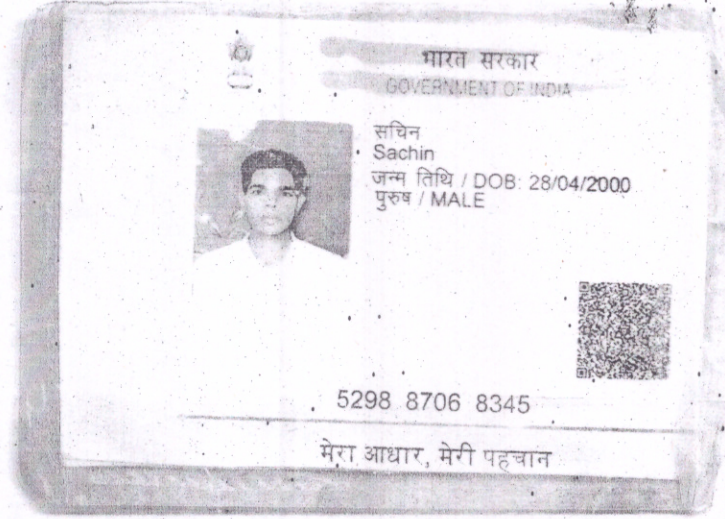 भारत सरकार
GOVERNMENT OF INDIA
सचिन
Sachin
जन्म तिथि / DOB: 28/04/2000
पुरुष / MALE
5298 8706 8345
मेरा आधार, मेरी पहचान